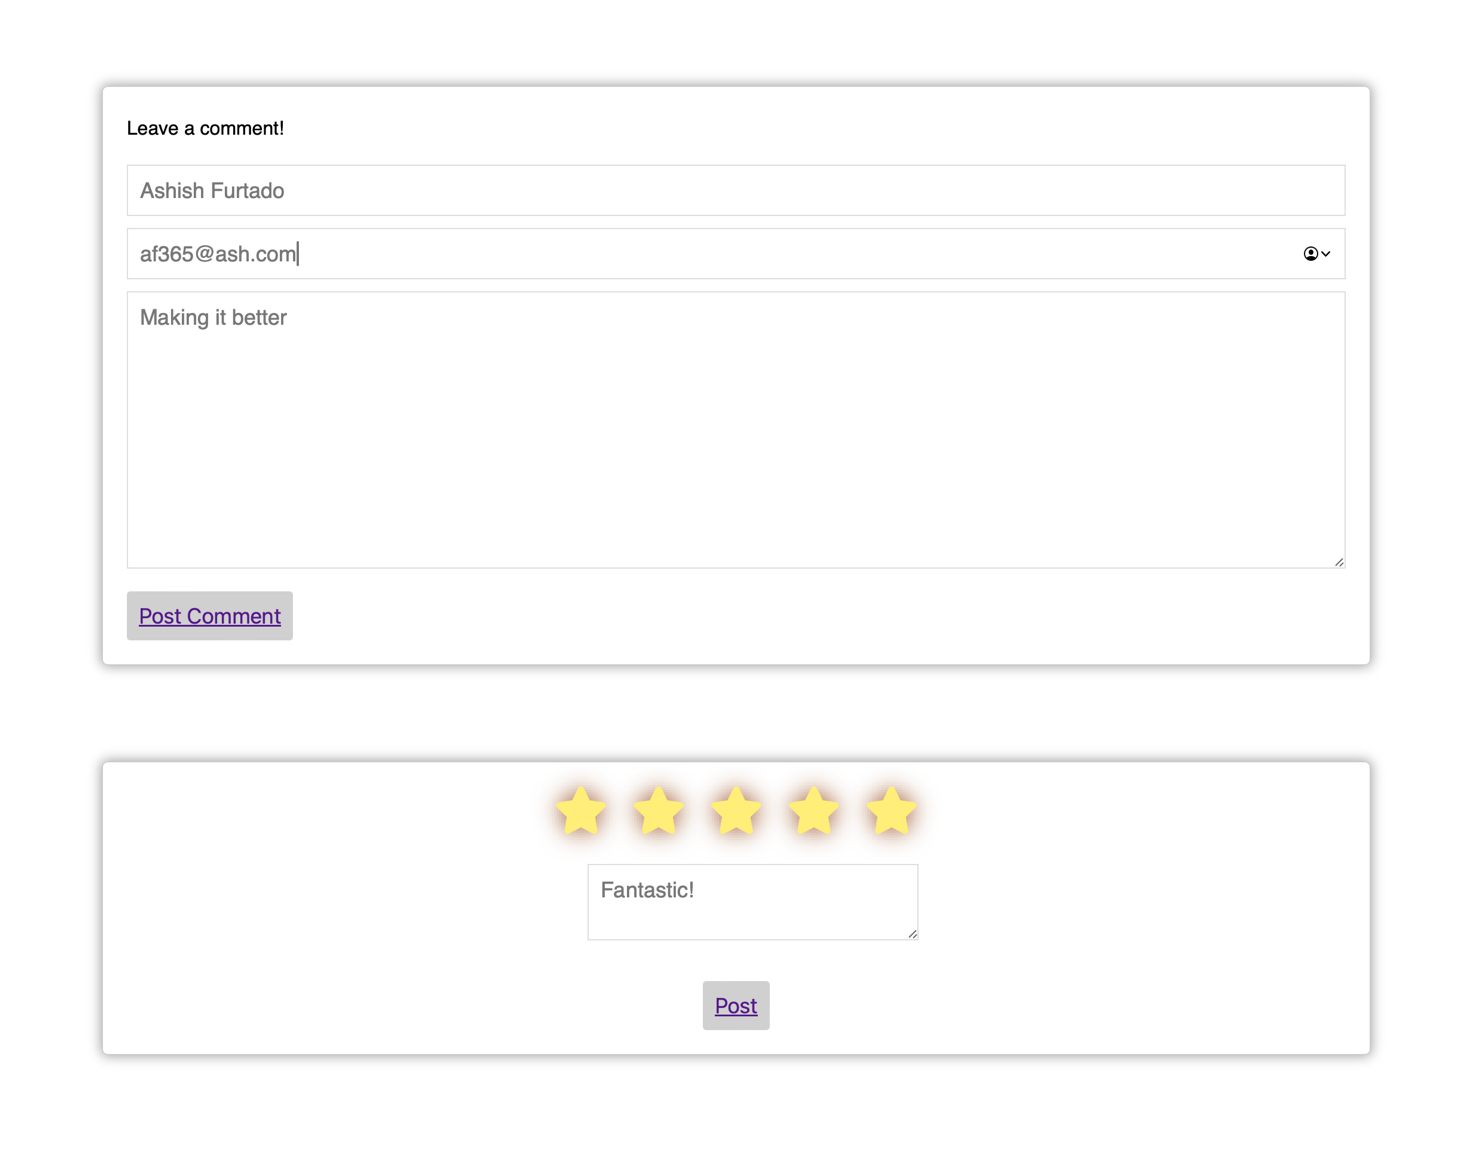 Leave a comment!
Ashish Furtado
af365@ash.com
Making it better
Post Comment
Fantastic!
Post